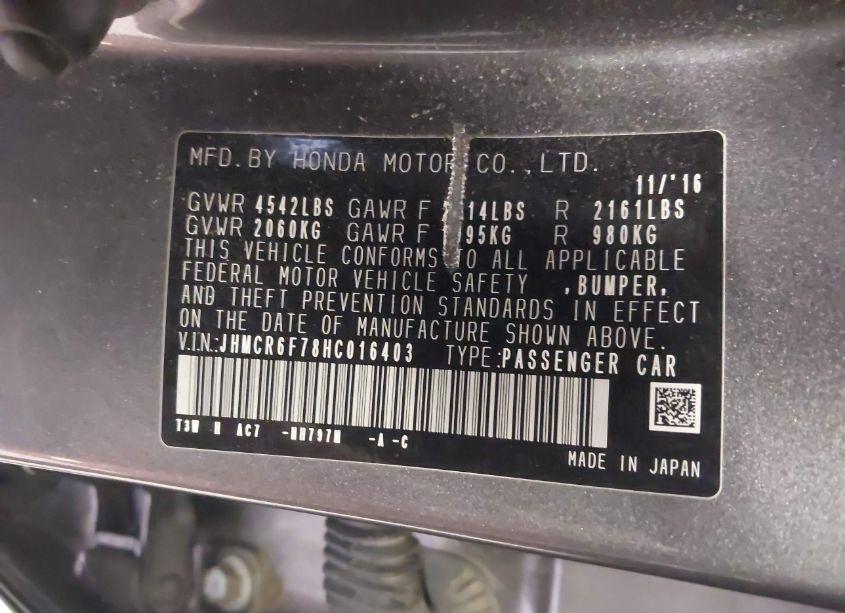 MFD. BY HONDA MOTOR CO., LTD.
11/'16
GVWR 4542LBS GAWR F 14LBS R 2161LBS
GVWR 2060KG GAWR F 95KG R 980KG
THIS VEHICLE CONFORMS TO ALL APPLICABLE
FEDERAL MOTOR VEHICLE SAFETY ,BUMPER,
AND THEFT PREVENTION STANDARDS IN EFFECT
ON THE DATE OF MANUFACTURE SHOWN ABOVE.
V.I.N.:JHMCR6F78HC016403 TYPE:PASSENGER CAR
T3W AC7 -NH797M -A -C
MADE IN JAPAN